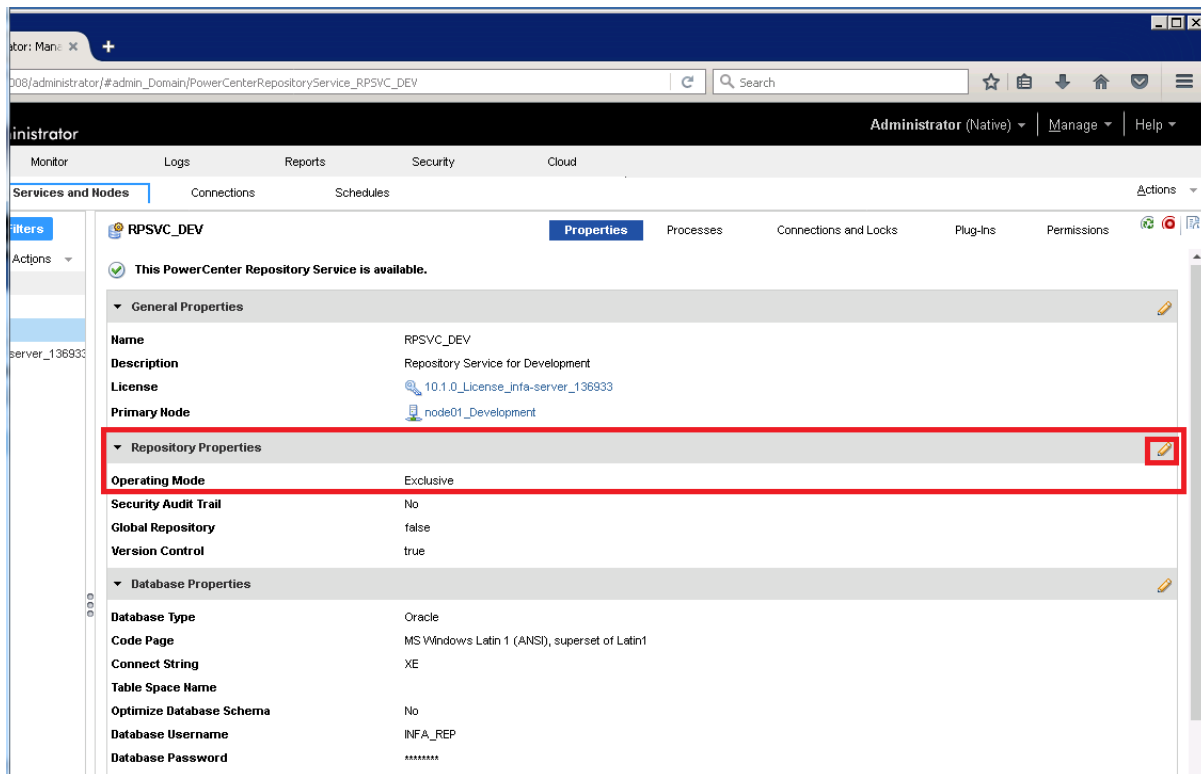 ator: Mana
008/administrator/#admin_Domain/PowerCenterRepositoryService_RPSVC_DEV
Search
inistrator
Administrator (Native)
Manage
Help
Monitor Logs Reports Security Cloud
Services and Nodes Connections Schedules
Actions
ilters
RPSVC_DEV
Properties Processes Connections and Locks Plug-Ins Permissions
Actions
This PowerCenter Repository Service is available.
General Properties
Name RPSVC_DEV
server_136933
Description Repository Service for Development
License 10.1.0_License_infa-server_136933
Primary Node node01_Development
Repository Properties
Operating Mode Exclusive
Security Audit Trail No
Global Repository false
Version Control true
Database Properties
Database Type Oracle
Code Page MS Windows Latin 1 (ANSI), superset of Latin1
Connect String XE
Table Space Name
Optimize Database Schema No
Database Username INFA_REP
Database Password ********